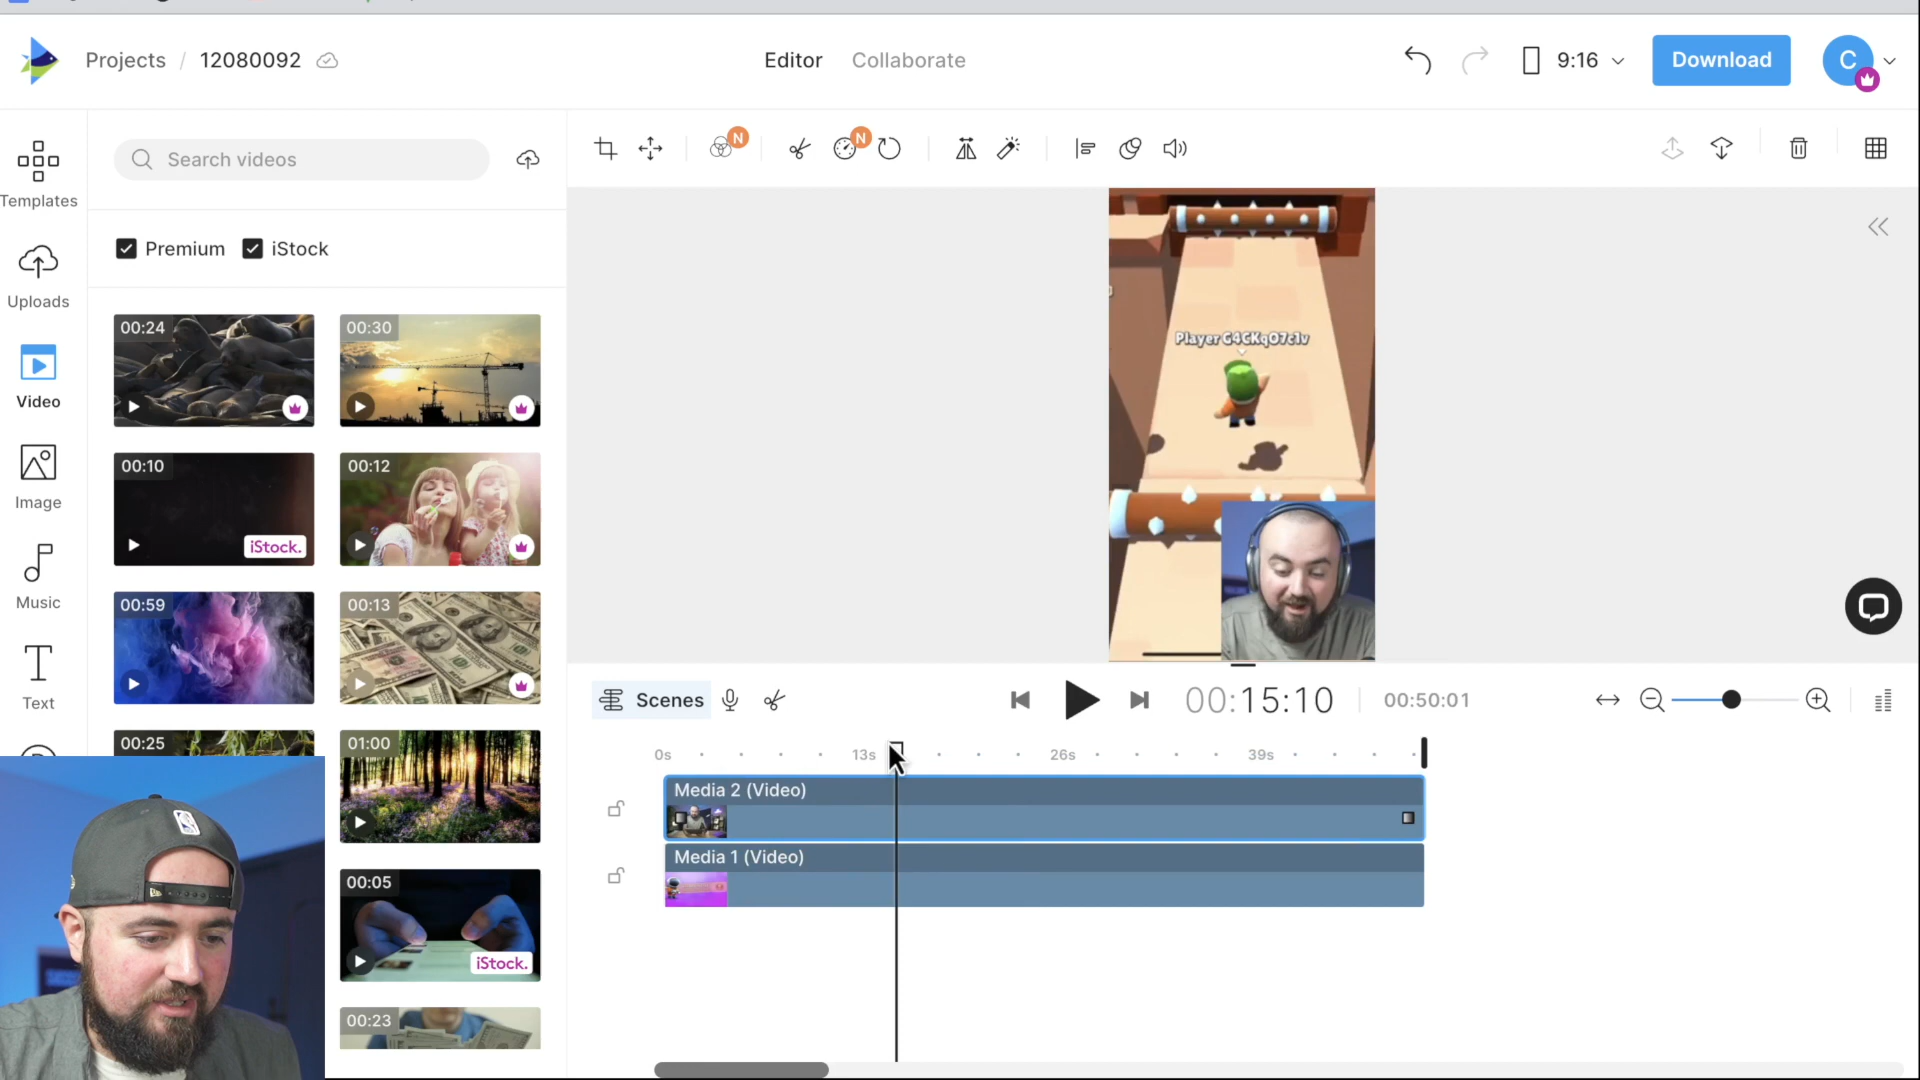 Projects / 12080092
Editor
Collaborate
9:16
Download
C
Templates
Uploads
Video
Image
Music
Text
Search videos
Premium
iStock
00:24
00:30
00:10
iStock.
00:12
00:59
00:13
00:25
01:00
00:05
iStock.
00:23
N
N
Player G4GKqO7cJv
Scenes
00:15:10
00:50:01
0s
13s
26s
39s
Media 2 (Video)
Media 1 (Video)